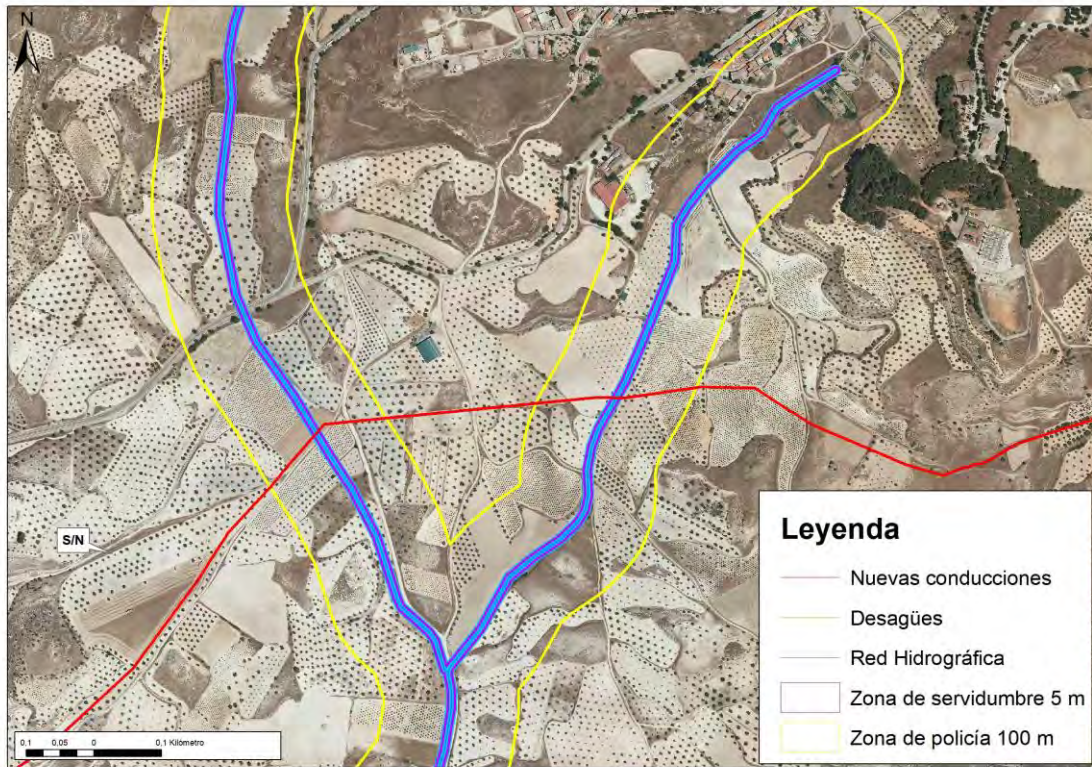 N
S/N
Leyenda
Nuevas conducciones
Desagües
Red Hidrográfica
Zona de servidumbre 5 m
Zona de policía 100 m
0,1 0,05 0 0,1 Kilómetro